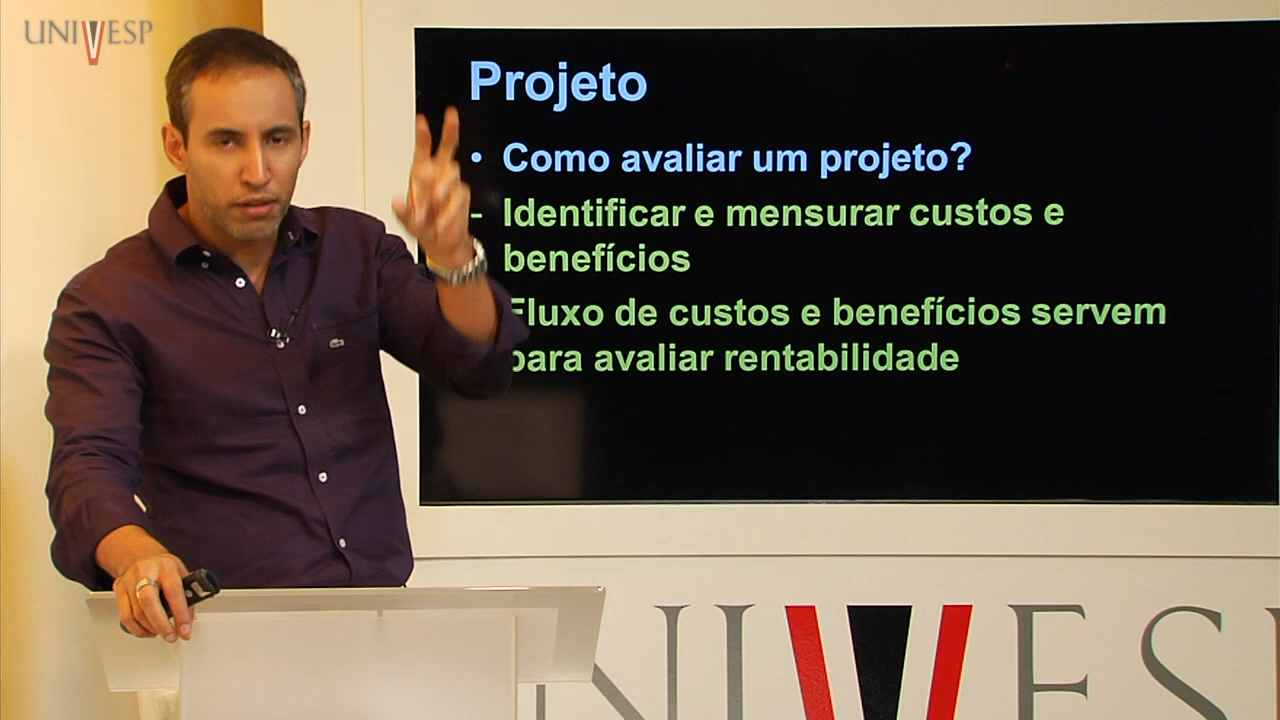 UNIVESP
Projeto
• Como avaliar um projeto?
- Identificar e mensurar custos e
benefícios
Fluxo de custos e benefícios servem
para avaliar rentabilidade
NIVESP